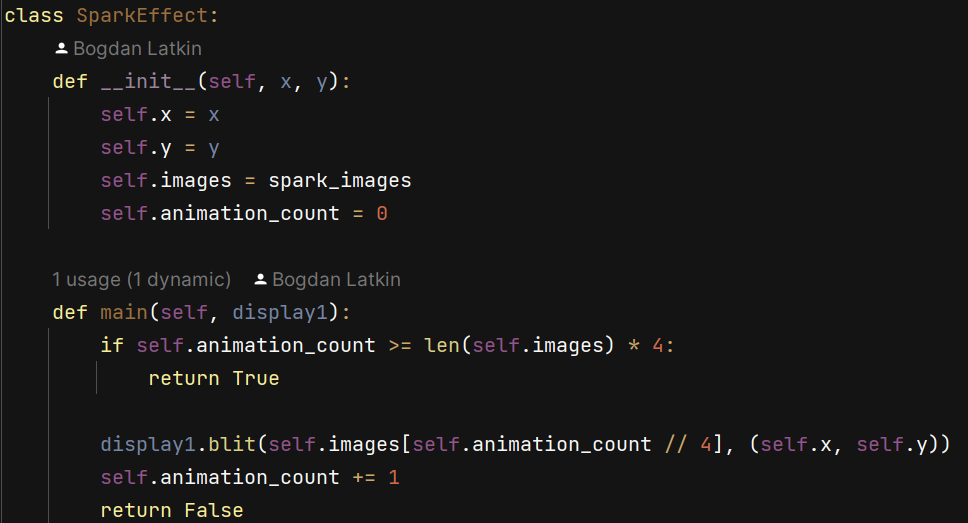 class SparkEffect:
Bogdan Latkin
def __init__(self, x, y):
self.x = x
self.y = y
self.images = spark_images
self.animation_count = 0
1 usage (1 dynamic) Bogdan Latkin
def main(self, display1):
if self.animation_count >= len(self.images) * 4:
return True
display1.blit(self.images[self.animation_count // 4], (self.x, self.y))
self.animation_count += 1
return False